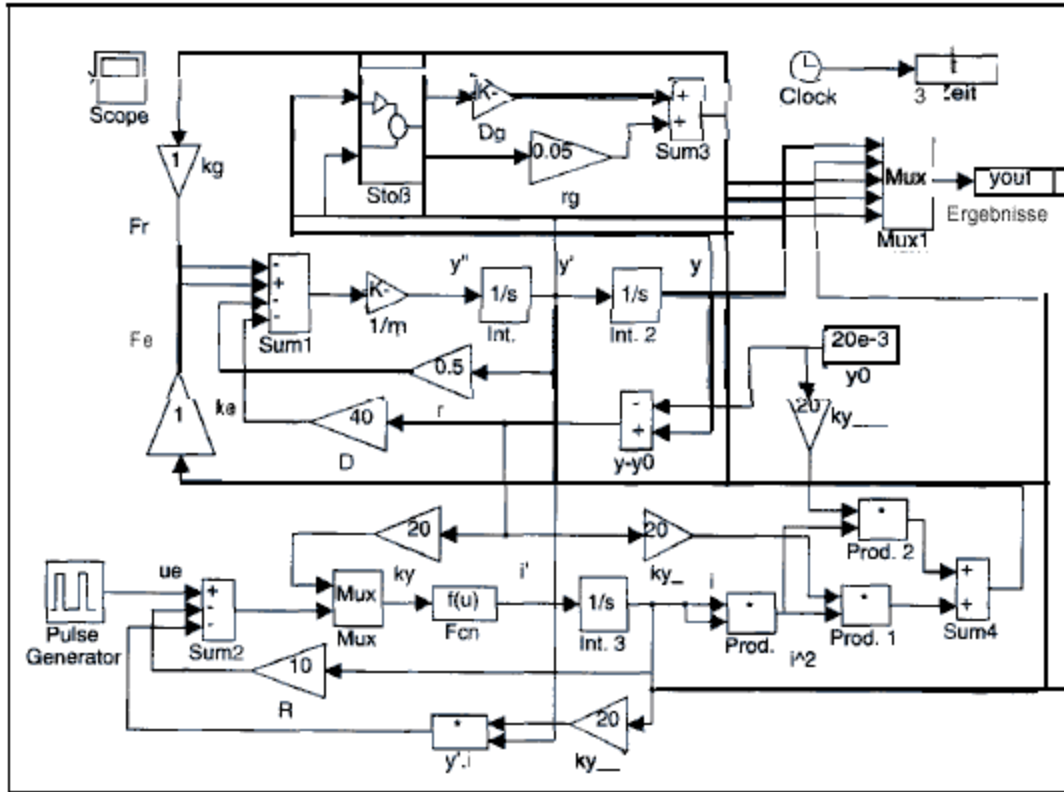 Scope
1
kg
Fr
Fe
1
ke
Stoß
K-
Dg
0.05
rg
+
+
Sum3
Clock
3
Zeit
Mux
Mux1
yout
Ergebnisse
-
+
-
-
Sum1
K-
1/m
y''
1/s
Int.
y'
1/s
Int. 2
y
0.5
r
40
D
-
+
y-y0
20e-3
y0
20
ky___
20
ky
20
ky_
*
Prod. 2
Pulse
Generator
ue
+
-
-
Sum2
Mux
Mux
f(u)
Fcn
i'
1/s
Int. 3
i
*
Prod.
i^2
*
Prod. 1
+
+
Sum4
10
R
*
y'.i
20
ky__